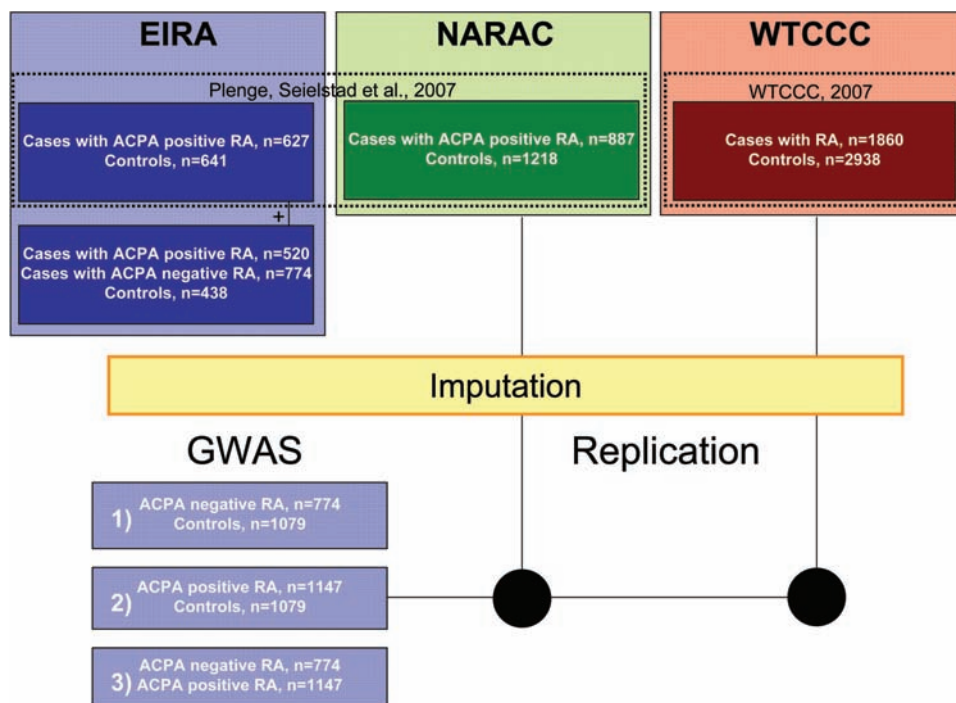 EIRA
NARAC
WTCCC
Plenge, Seielstad et al., 2007
WTCCC, 2007
Cases with ACPA positive RA, n=627
Controls, n=641
Cases with ACPA positive RA, n=887
Controls, n=1218
Cases with RA, n=1860
Controls, n=2938
+
Cases with ACPA positive RA, n=520
Cases with ACPA negative RA, n=774
Controls, n=438
Imputation
GWAS
Replication
1)
ACPA negative RA, n=774
Controls, n=1079
2)
ACPA positive RA, n=1147
Controls, n=1079
3)
ACPA negative RA, n=774
ACPA positive RA, n=1147